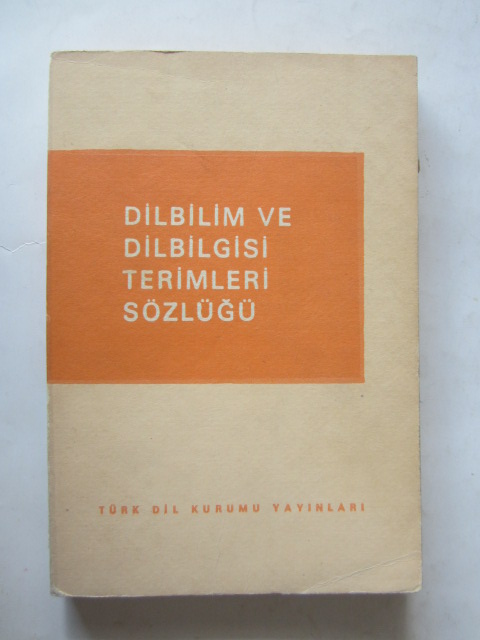 DİLBİLİM VE
DİLBİLGİSİ
TERİMLERİ
SÖZLÜĞÜ
TÜRK DİL KURUMU YAYINLARI